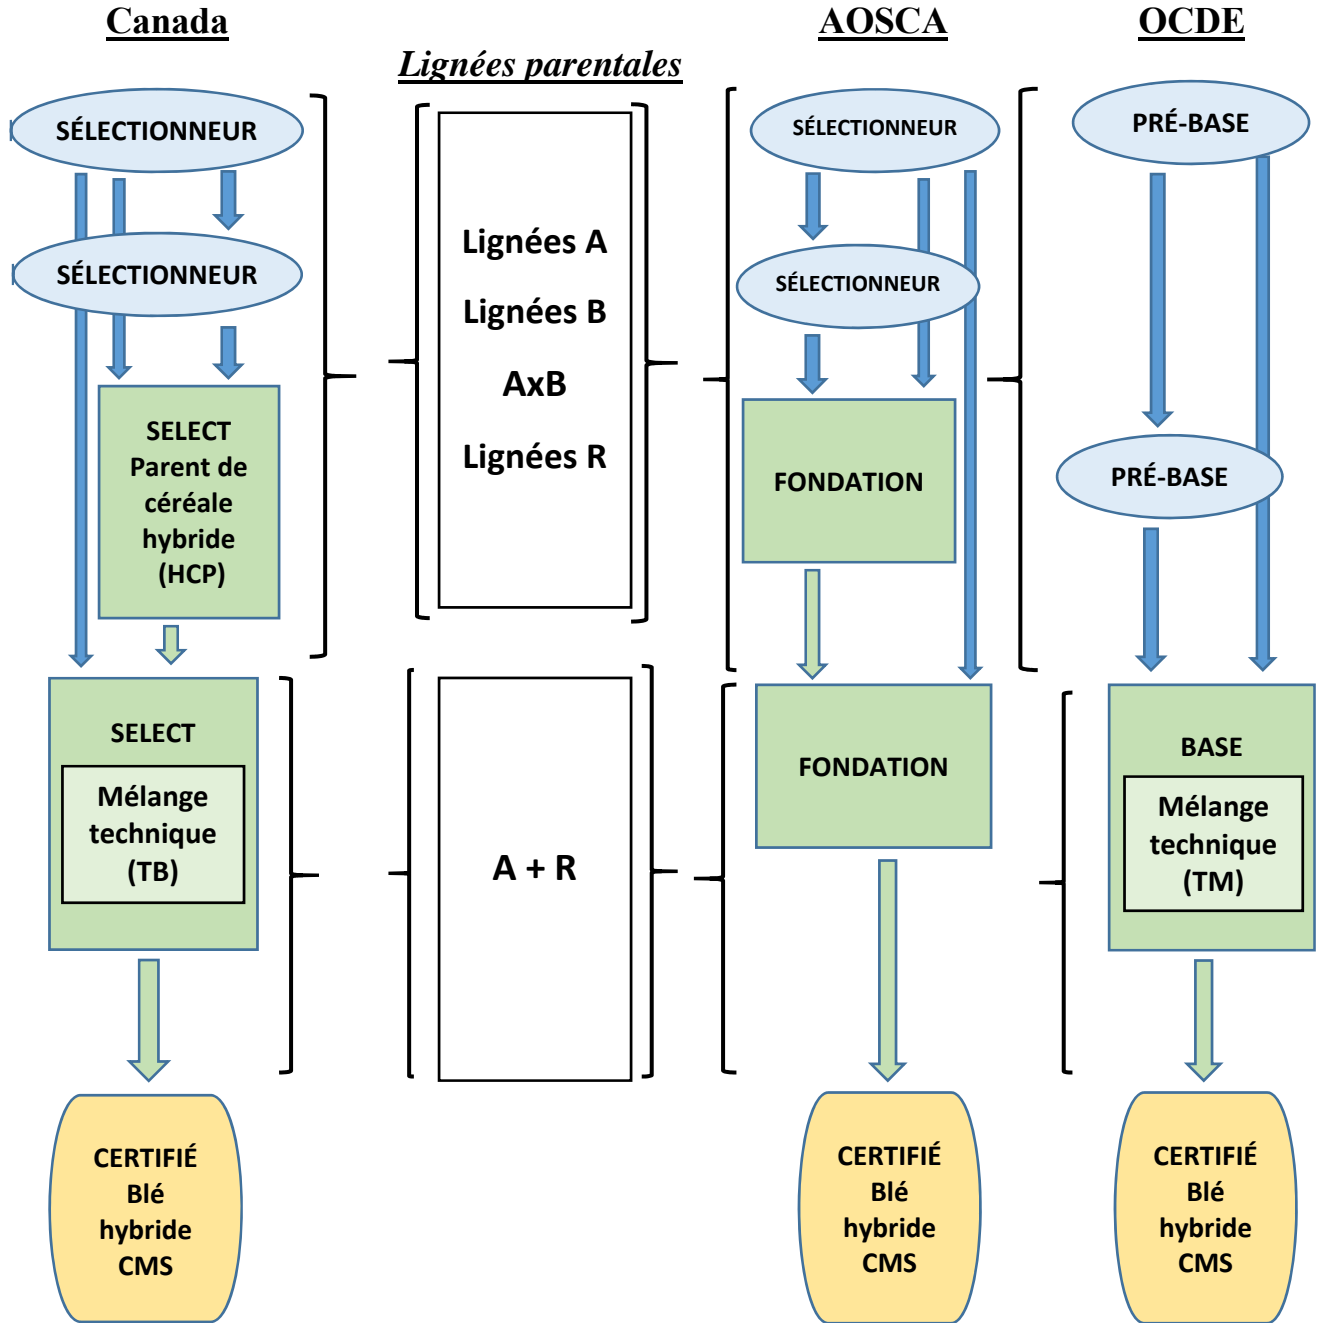 Canada
AOSCA
OCDE
Lignées parentales
SÉLECTIONNEUR
SÉLECTIONNEUR
SELECT
Parent de
céréale
hybride
(HCP)
SELECT
Mélange
technique
(TB)
CERTIFIÉ
Blé
hybride
CMS
Lignées A
Lignées B
AxB
Lignées R
A + R
SÉLECTIONNEUR
SÉLECTIONNEUR
FONDATION
FONDATION
CERTIFIÉ
Blé
hybride
CMS
PRÉ-BASE
PRÉ-BASE
BASE
Mélange
technique
(TM)
CERTIFIÉ
Blé
hybride
CMS